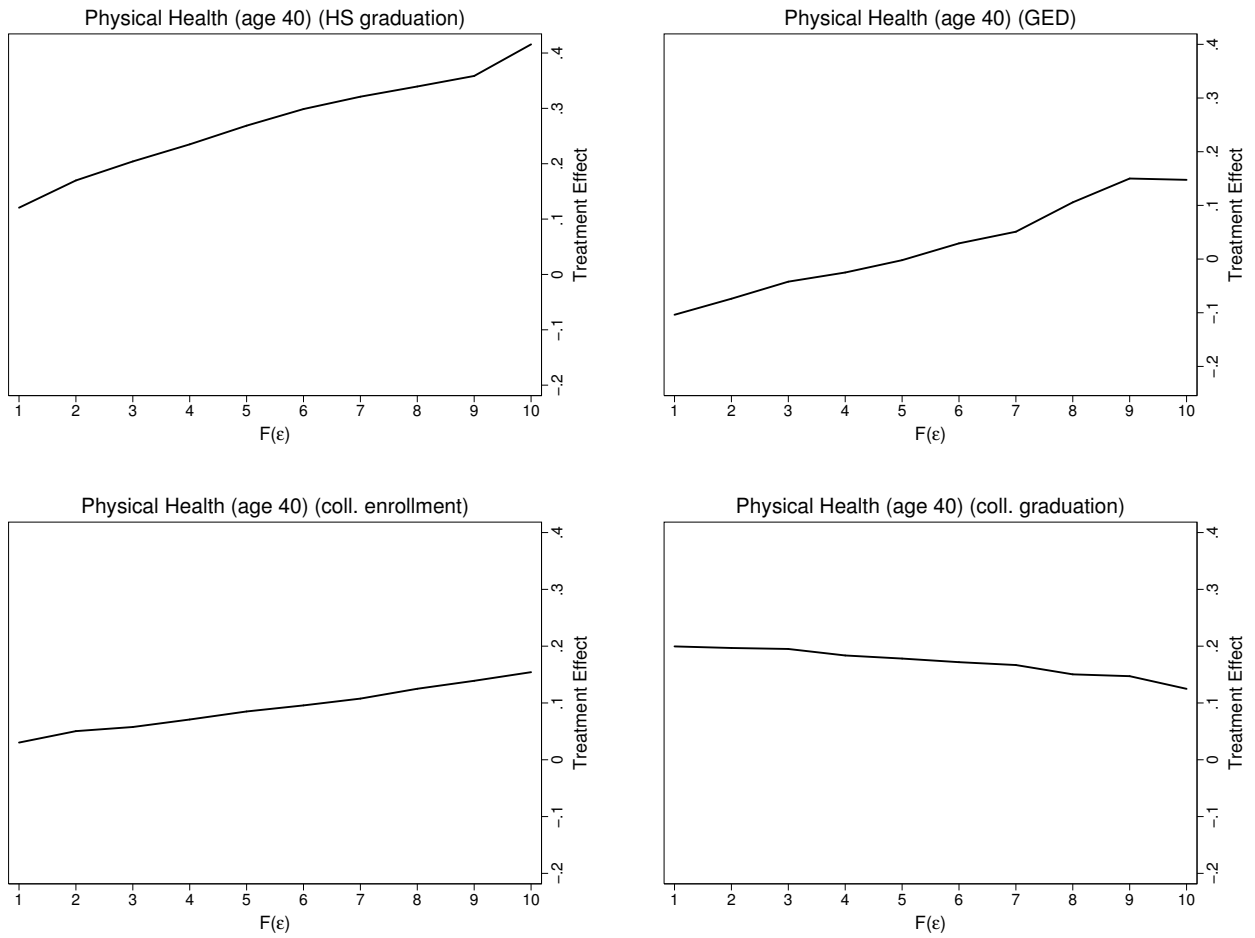 Physical Health (age 40) (HS graduation)
.4
.3
.2
.1
0
−.1
−.2
Treatment Effect
1 2 3 4 5 6 7 8 9 10
F(ε)
Physical Health (age 40) (GED)
.4
.3
.2
.1
0
−.1
−.2
Treatment Effect
1 2 3 4 5 6 7 8 9 10
F(ε)
Physical Health (age 40) (coll. enrollment)
.4
.3
.2
.1
0
−.1
−.2
Treatment Effect
1 2 3 4 5 6 7 8 9 10
F(ε)
Physical Health (age 40) (coll. graduation)
.4
.3
.2
.1
0
−.1
−.2
Treatment Effect
1 2 3 4 5 6 7 8 9 10
F(ε)